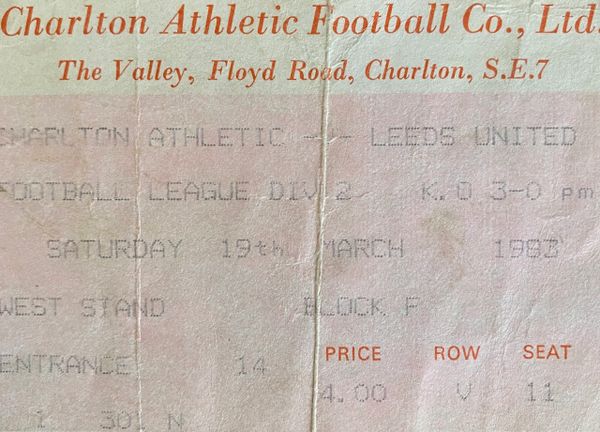 Charlton Athletic Football Co., Ltd.
The Valley, Floyd Road, Charlton, S.E.7
CHARLTON ATHLETIC -v- LEEDS UNITED
FOOTBALL LEAGUE DIV 2 K.O 3-0 pm
SATURDAY 19th MARCH 1983
WEST STAND BLOCK F
PRICE ROW SEAT
ENTRANCE 14
4.00 V 11
1 301 N